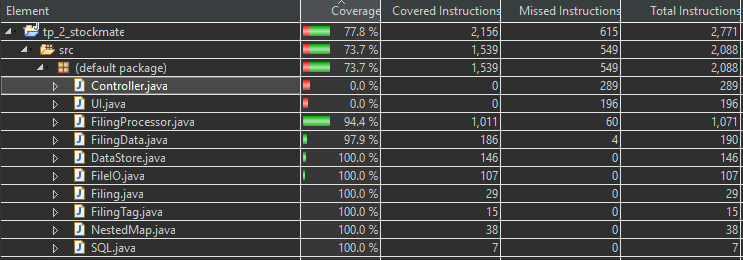 Element Coverage Covered Instructions Missed Instructions Total Instructions
tp_2_stockmate 77.8 % 2,156 615 2,771
src 73.7 % 1,539 549 2,088
(default package) 73.7 % 1,539 549 2,088
Controller.java 0.0 % 0 289 289
UI.java 0.0 % 0 196 196
FilingProcessor.java 94.4 % 1,011 60 1,071
FilingData.java 97.9 % 186 4 190
DataStore.java 100.0 % 146 0 146
FileIO.java 100.0 % 107 0 107
Filing.java 100.0 % 29 0 29
FilingTag.java 100.0 % 15 0 15
NestedMap.java 100.0 % 38 0 38
SQL.java 100.0 % 7 0 7